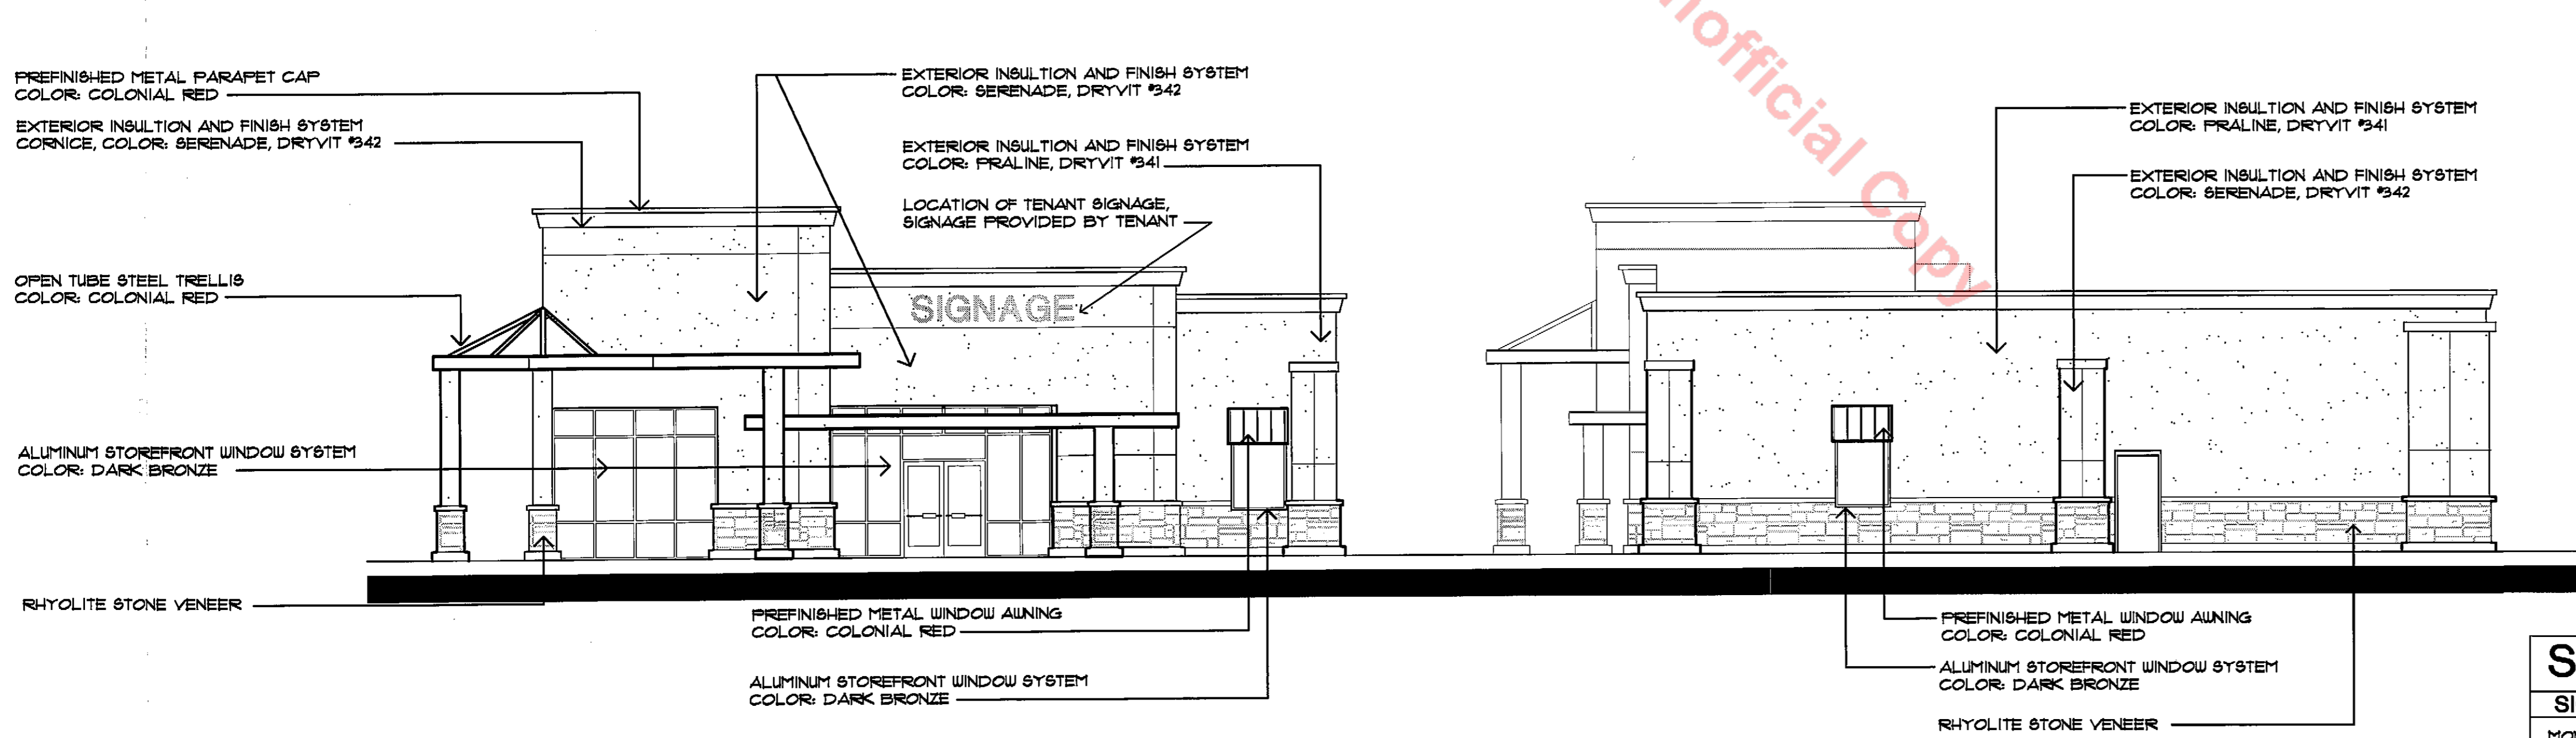 PREFINISHED METAL PARAPET CAP
COLOR: COLONIAL RED
EXTERIOR INSULTION AND FINISH SYSTEM
CORNICE, COLOR: SERENADE, DRYVIT #342
OPEN TUBE STEEL TRELLIS
COLOR: COLONIAL RED
ALUMINUM STOREFRONT WINDOW SYSTEM
COLOR: DARK BRONZE
RHYOLITE STONE VENEER
EXTERIOR INSULTION AND FINISH SYSTEM
COLOR: SERENADE, DRYVIT #342
EXTERIOR INSULTION AND FINISH SYSTEM
COLOR: PRALINE, DRYVIT #341
LOCATION OF TENANT SIGNAGE,
SIGNAGE PROVIDED BY TENANT
SIGNAGE
PREFINISHED METAL WINDOW AWNING
COLOR: COLONIAL RED
ALUMINUM STOREFRONT WINDOW SYSTEM
COLOR: DARK BRONZE
nofficial Copy
EXTERIOR INSULTION AND FINISH SYSTEM
COLOR: PRALINE, DRYVIT #341
EXTERIOR INSULTION AND FINISH SYSTEM
COLOR: SERENADE, DRYVIT #342
PREFINISHED METAL WINDOW AWNING
COLOR: COLONIAL RED
ALUMINUM STOREFRONT WINDOW SYSTEM
COLOR: DARK BRONZE
RHYOLITE STONE VENEER
S
SI